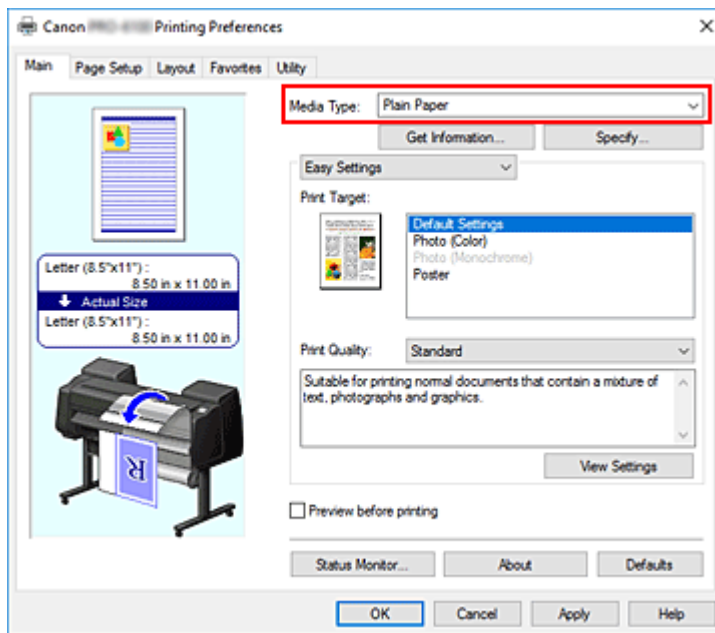 Canon Printing Preferences
Main Page Setup Layout Favorites Utility
Media Type: Plain Paper
Get Information... Specify...
Easy Settings
Print Target:
Default Settings
Photo (Color)
Photo (Monochrome)
Poster
Letter (8.5"x11") :
8.50 in x 11.00 in
Actual Size
Letter (8.5"x11") :
8.50 in x 11.00 in
Print Quality: Standard
Suitable for printing normal documents that contain a mixture of
text, photographs and graphics.
View Settings
R
Preview before printing
Status Monitor... About Defaults
OK Cancel Apply Help